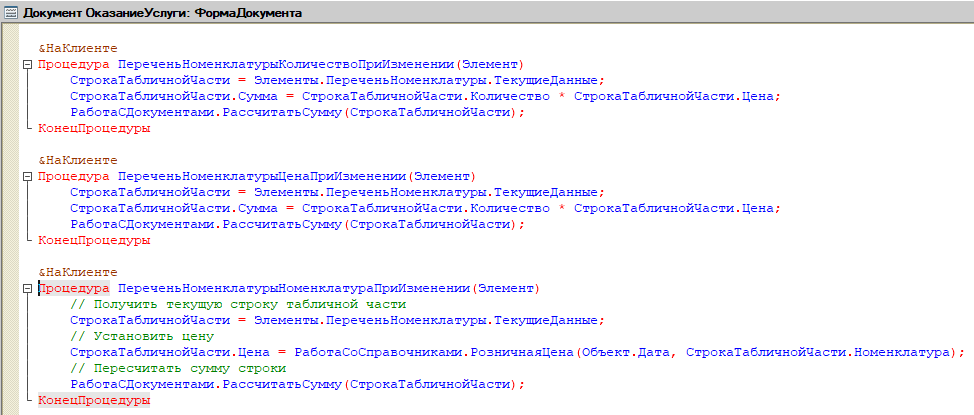 Документ ОказаниеУслуги: ФормаДокумента
&НаКлиенте
Процедура ПереченьНоменклатурыКоличествоПриИзменении(Элемент)
СтрокаТабличнойЧасти = Элементы.ПереченьНоменклатуры.ТекущиеДанные;
СтрокаТабличнойЧасти.Сумма = СтрокаТабличнойЧасти.Количество * СтрокаТабличнойЧасти.Цена;
РаботаСДокументами.РассчитатьСумму(СтрокаТабличнойЧасти);
КонецПроцедуры
&НаКлиенте
Процедура ПереченьНоменклатурыЦенаПриИзменении(Элемент)
СтрокаТабличнойЧасти = Элементы.ПереченьНоменклатуры.ТекущиеДанные;
СтрокаТабличнойЧасти.Сумма = СтрокаТабличнойЧасти.Количество * СтрокаТабличнойЧасти.Цена;
РаботаСДокументами.РассчитатьСумму(СтрокаТабличнойЧасти);
КонецПроцедуры
&НаКлиенте
Процедура ПереченьНоменклатурыНоменклатураПриИзменении(Элемент)
// Получить текущую строку табличной части
СтрокаТабличнойЧасти = Элементы.ПереченьНоменклатуры.ТекущиеДанные;
// Установить цену
СтрокаТабличнойЧасти.Цена = РаботаСоСправочниками.РозничнаяЦена(Объект.Дата, СтрокаТабличнойЧасти.Номенклатура);
// Пересчитать сумму строки
РаботаСДокументами.РассчитатьСумму(СтрокаТабличнойЧасти);
КонецПроцедуры